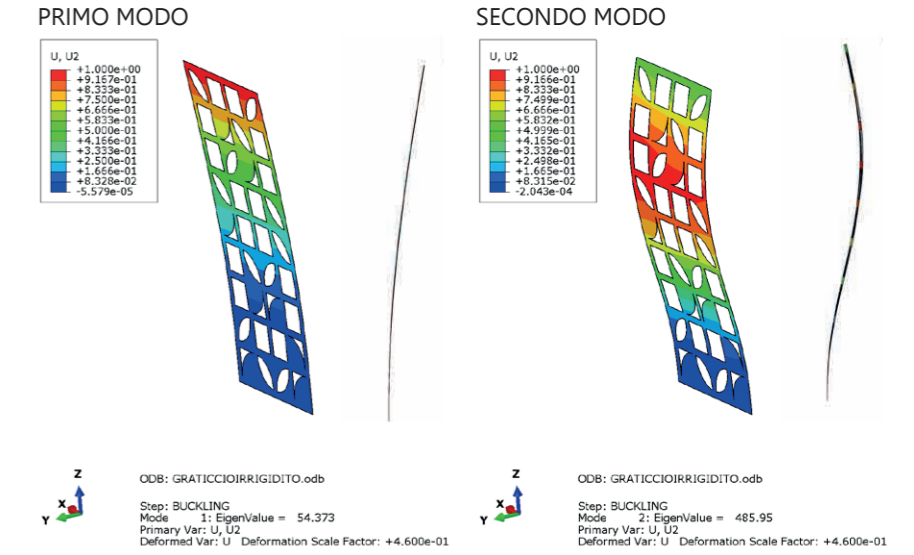 PRIMO MODO
U, U2
+1.000e+00
+9.167e-01
+8.333e-01
+7.500e-01
+6.666e-01
+5.833e-01
+5.000e-01
+4.166e-01
+3.333e-01
+2.500e-01
+1.666e-01
+8.328e-02
-5.579e-05
Z
X
Y
ODB: GRATICCIOIRRIGIDITO.odb
Step: BUCKLING
Mode 1: EigenValue = 54.373
Primary Var: U, U2
Deformed Var: U Deformation Scale Factor: +4.600e-01
SECONDO MODO
U, U2
+1.000e+00
+9.166e-01
+8.333e-01
+7.499e-01
+6.666e-01
+5.832e-01
+4.999e-01
+4.165e-01
+3.332e-01
+2.498e-01
+1.665e-01
+8.315e-02
-2.043e-04
Z
X
Y
ODB: GRATICCIOIRRIGIDITO.odb
Step: BUCKLING
Mode 2: EigenValue = 485.95
Primary Var: U, U2
Deformed Var: U Deformation Scale Factor: +4.600e-01